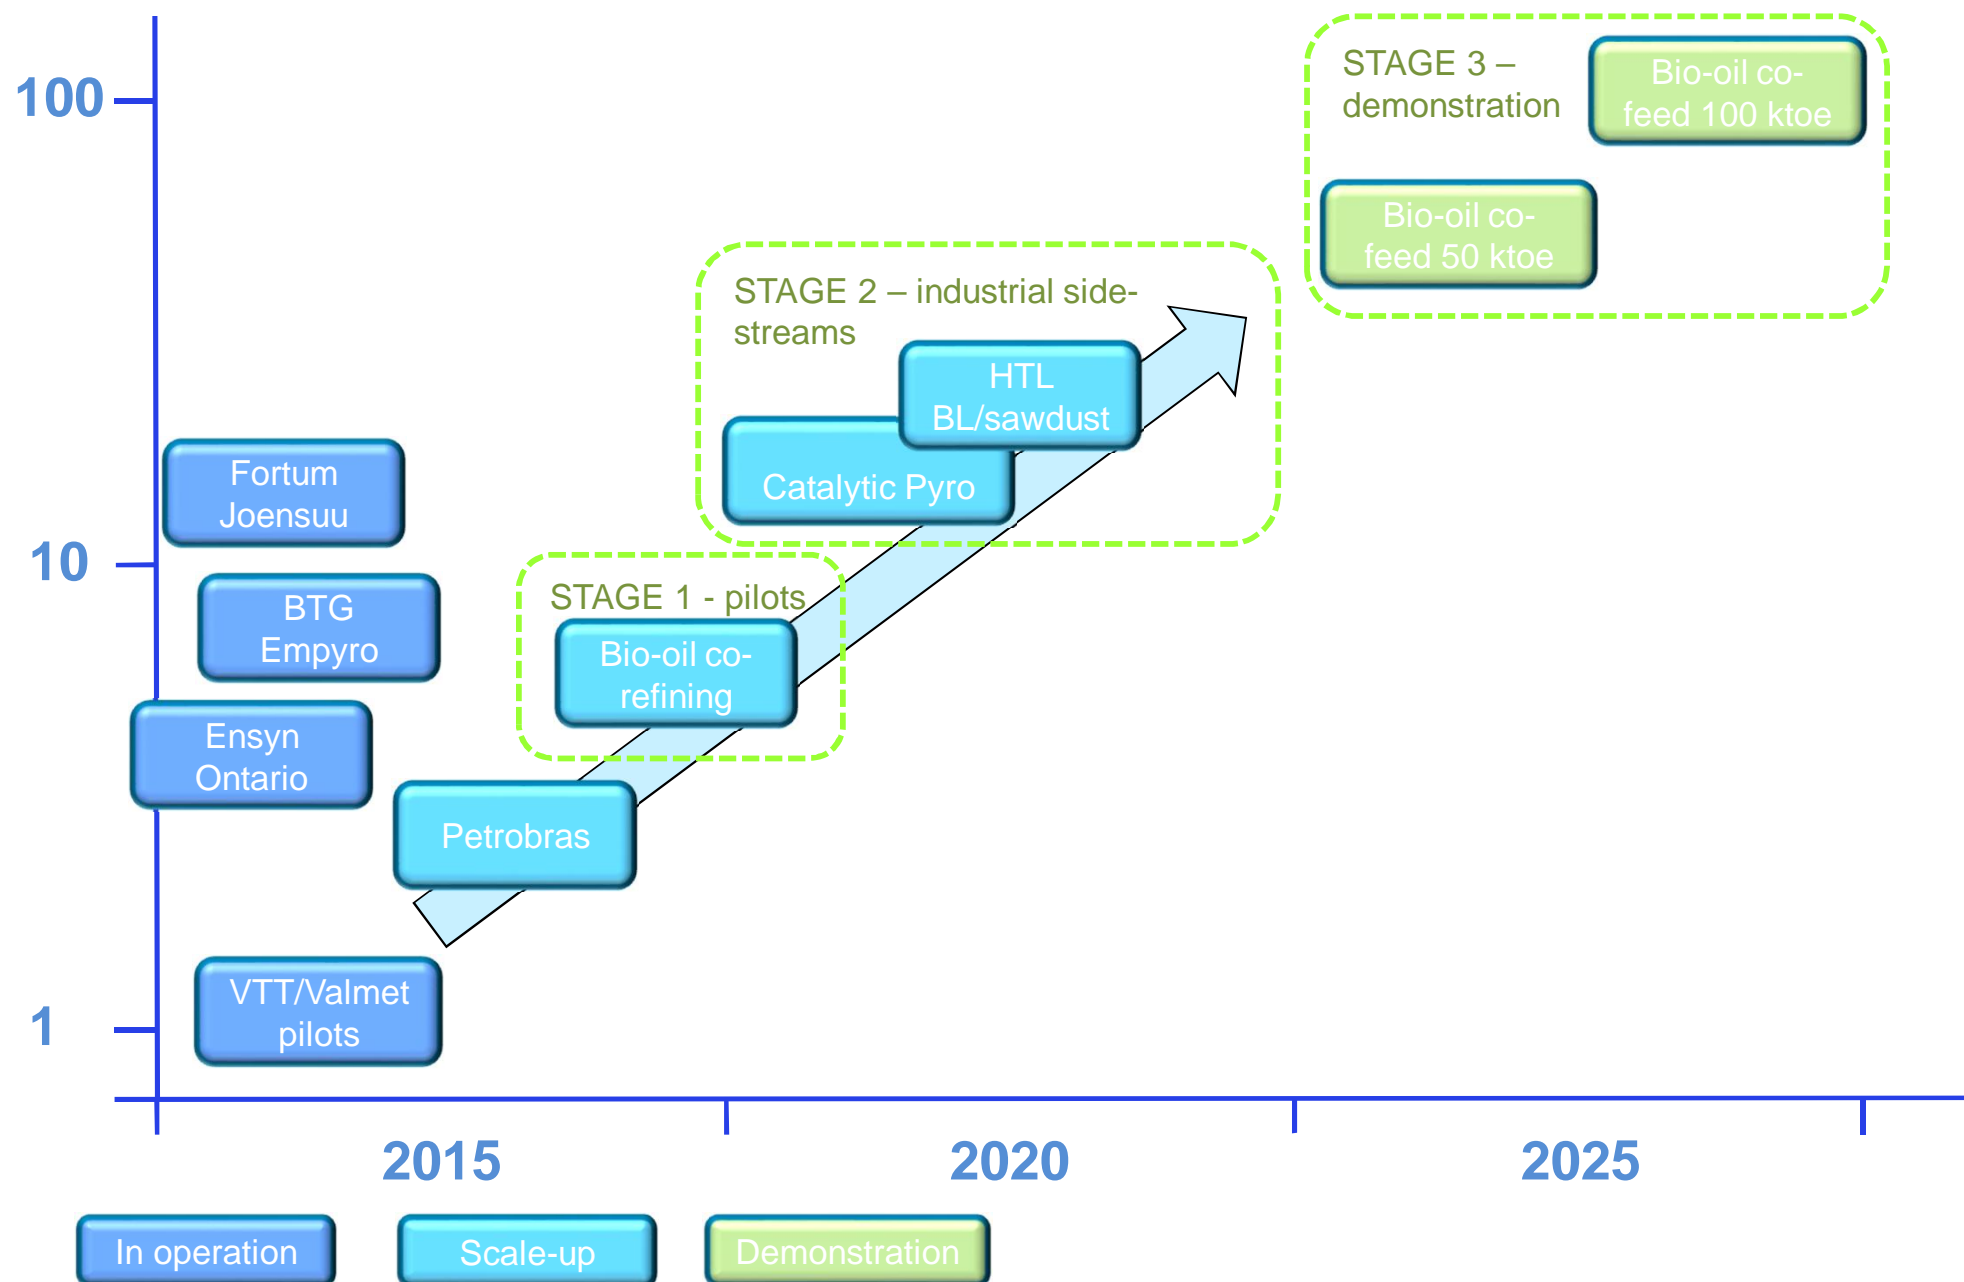 100
STAGE 3 –
demonstration
Bio-oil co-
feed 100 ktoe
Bio-oil co-
feed 50 ktoe
STAGE 2 – industrial side-
streams
HTL
BL/sawdust
Catalytic Pyro
Fortum
Joensuu
10
BTG
Empyro
STAGE 1 - pilots
Bio-oil co-
refining
Ensyn
Ontario
Petrobras
VTT/Valmet
pilots
1
2015
2020
2025
In operation
Scale-up
Demonstration